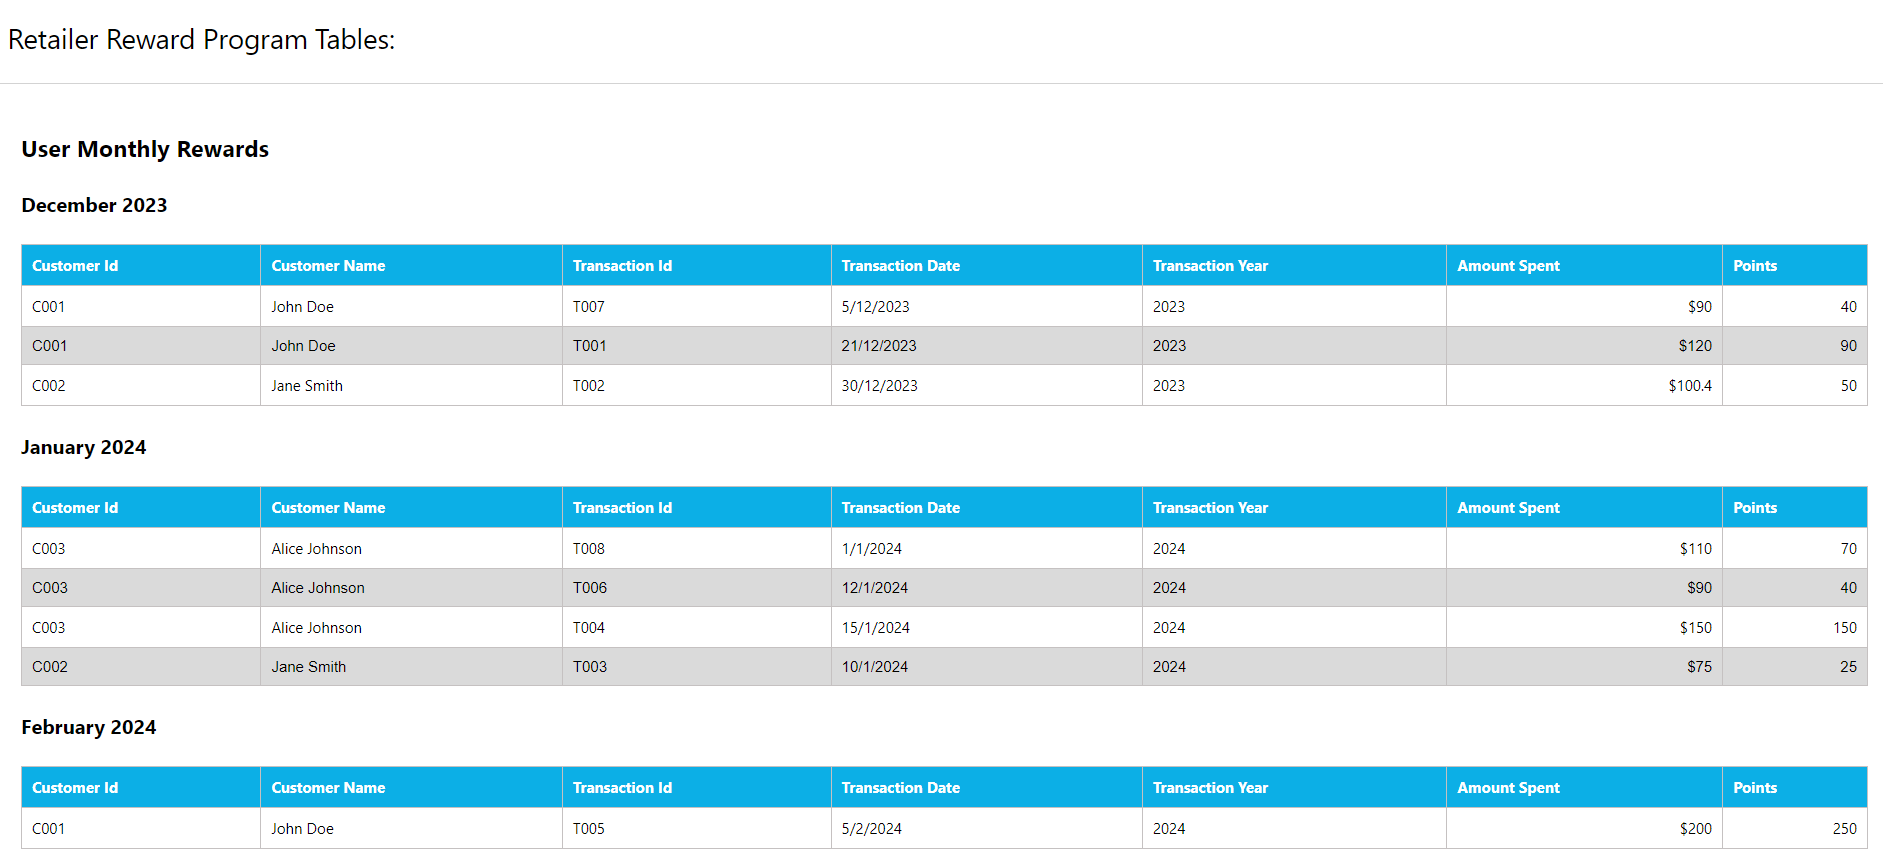 Retailer Reward Program Tables:
User Monthly Rewards
December 2023
Customer Id Customer Name Transaction Id Transaction Date Transaction Year Amount Spent Points
C001 John Doe T007 5/12/2023 2023 $90 40
C001 John Doe T001 21/12/2023 2023 $120 90
C002 Jane Smith T002 30/12/2023 2023 $100.4 50
January 2024
Customer Id Customer Name Transaction Id Transaction Date Transaction Year Amount Spent Points
C003 Alice Johnson T008 1/1/2024 2024 $110 70
C003 Alice Johnson T006 12/1/2024 2024 $90 40
C003 Alice Johnson T004 15/1/2024 2024 $150 150
C002 Jane Smith T003 10/1/2024 2024 $75 25
February 2024
Customer Id Customer Name Transaction Id Transaction Date Transaction Year Amount Spent Points
C001 John Doe T005 5/2/2024 2024 $200 250